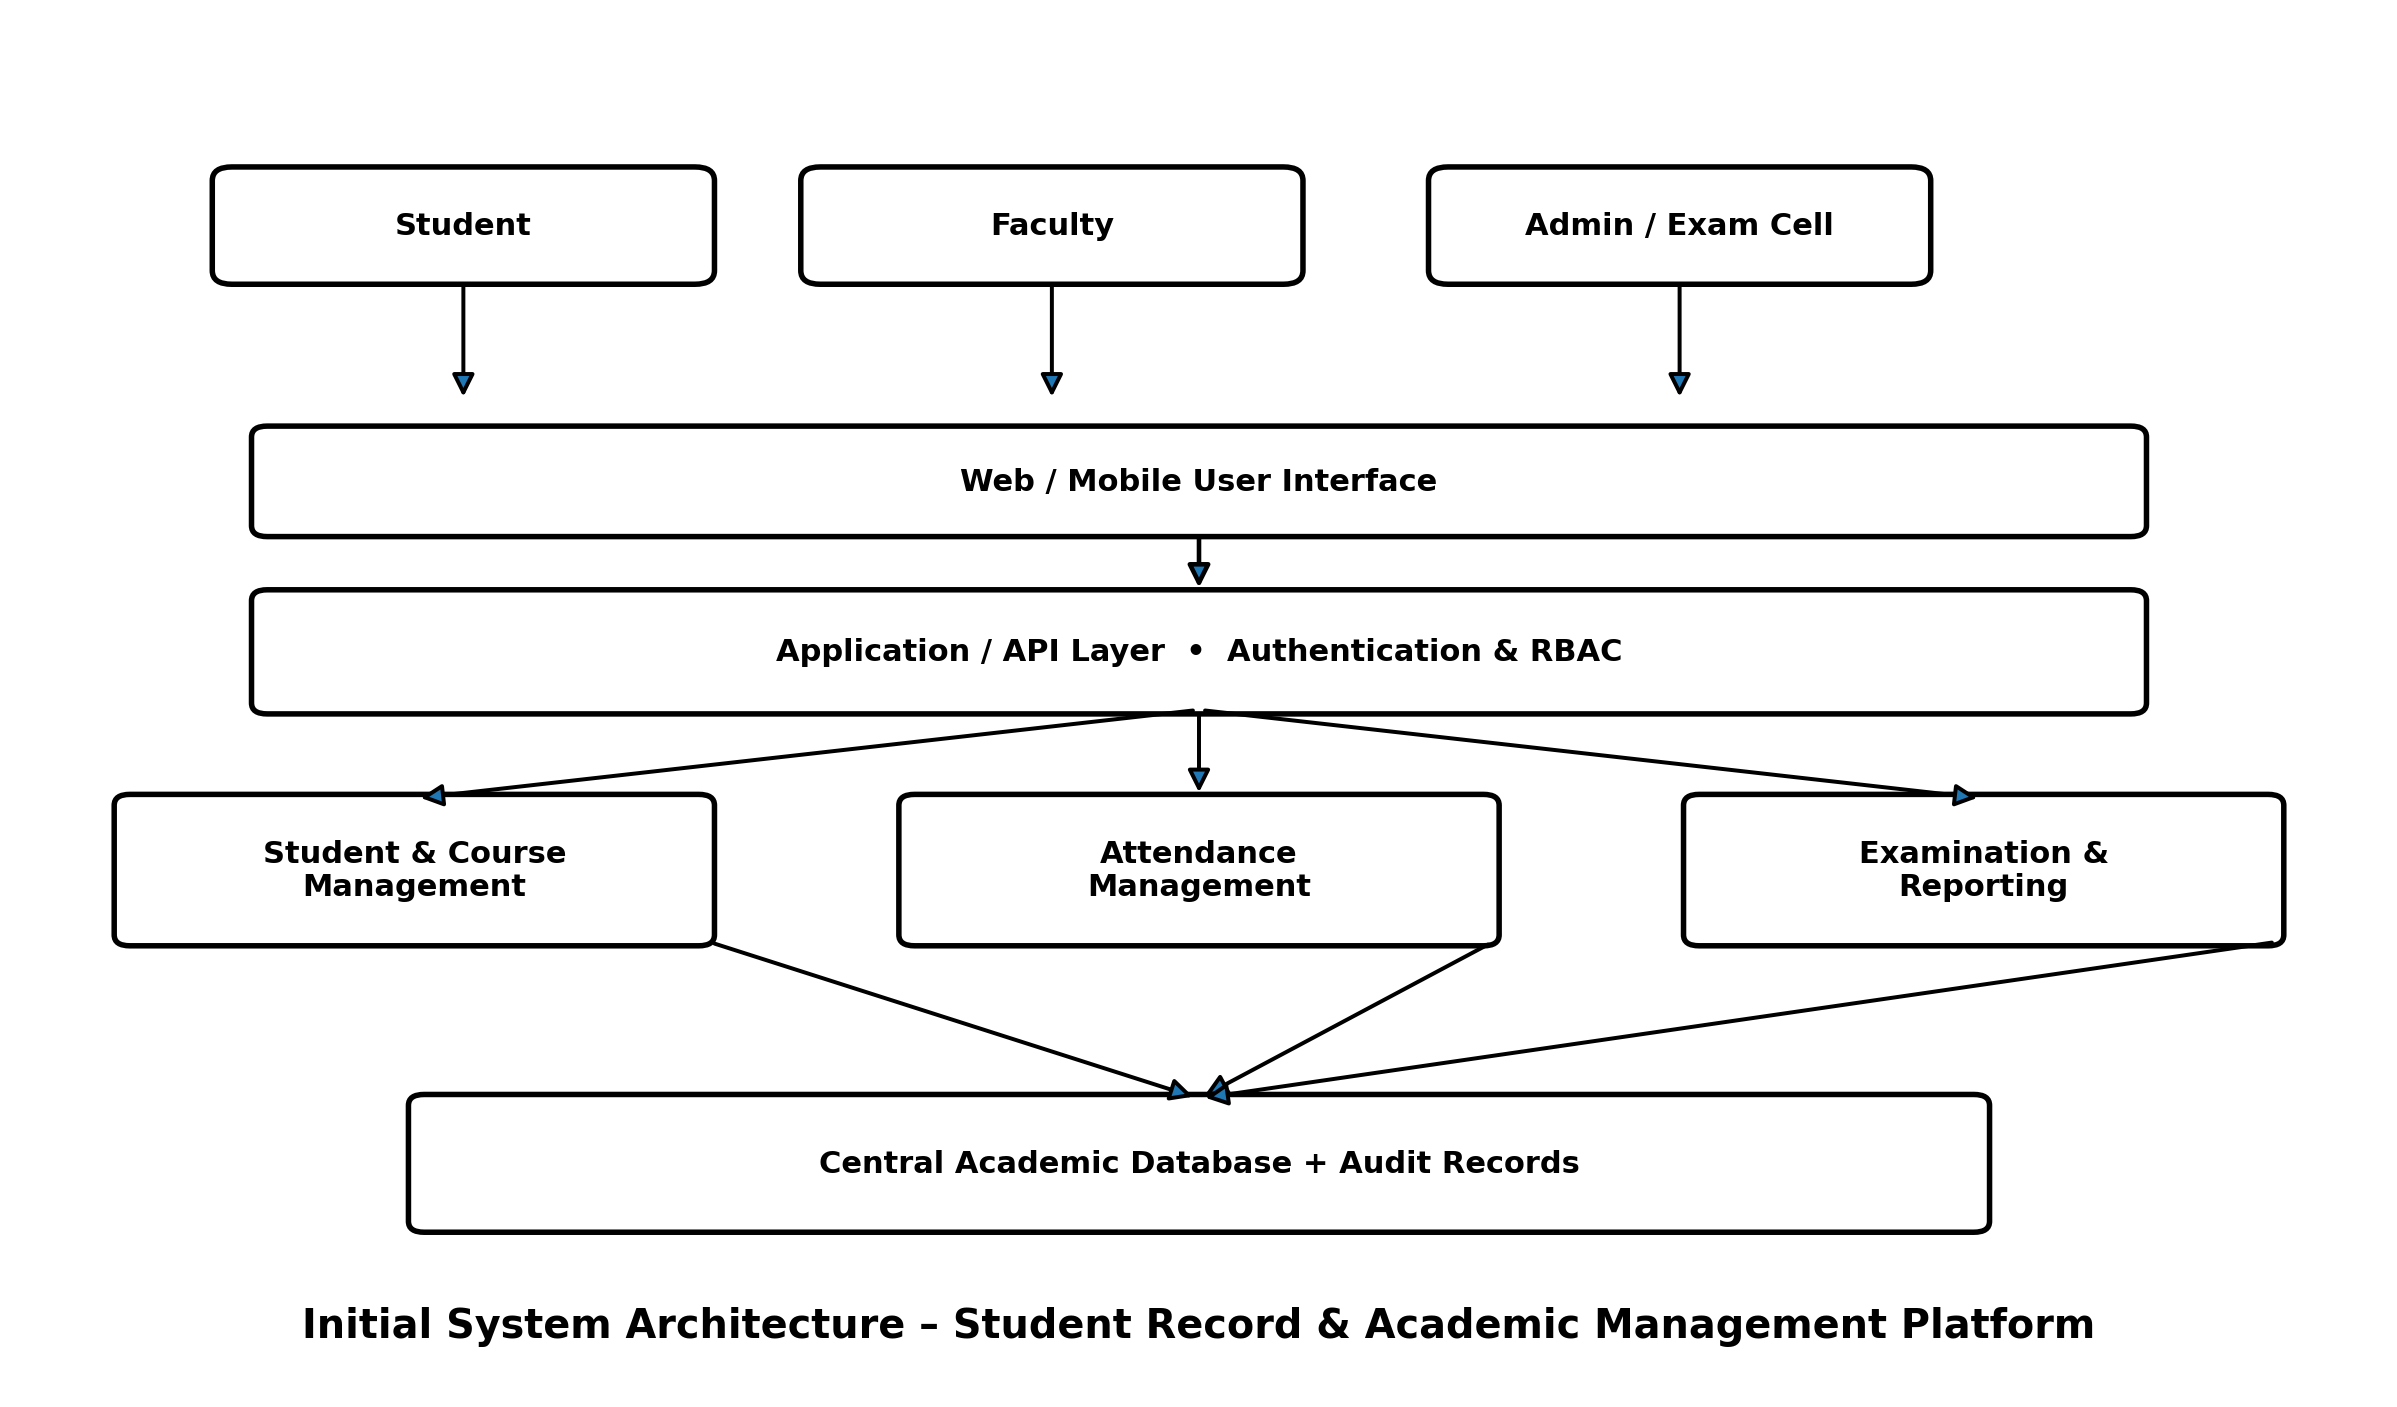 Student
Faculty
Admin / Exam Cell
Web / Mobile User Interface
Application / API Layer • Authentication & RBAC
Student & Course
Management
Attendance
Management
Examination &
Reporting
Central Academic Database + Audit Records
Initial System Architecture – Student Record & Academic Management Platform